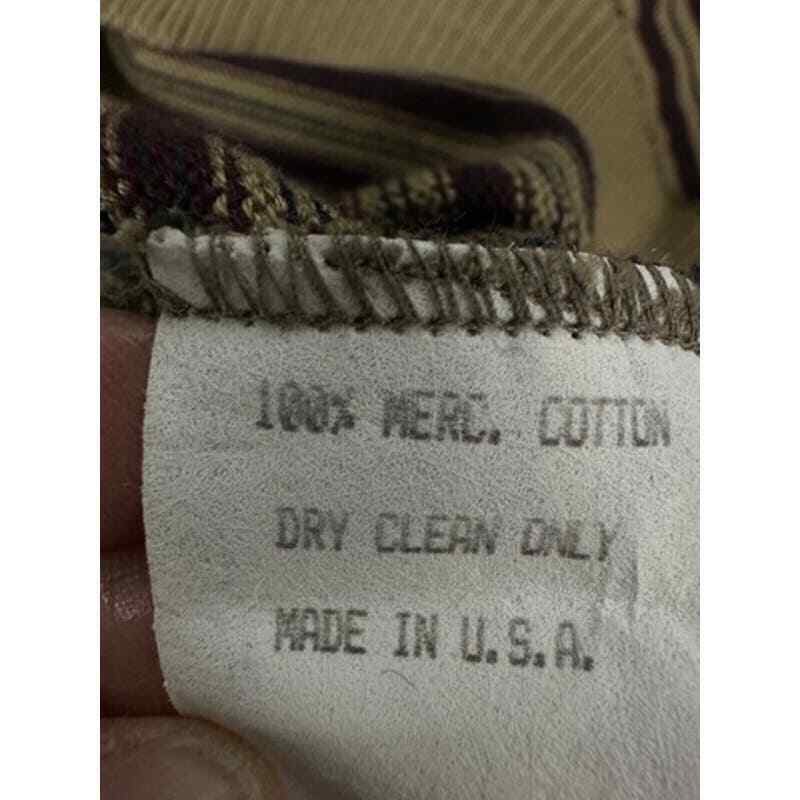 100% MERC. COTTON
DRY CLEAN ONLY
MADE IN U.S.A.